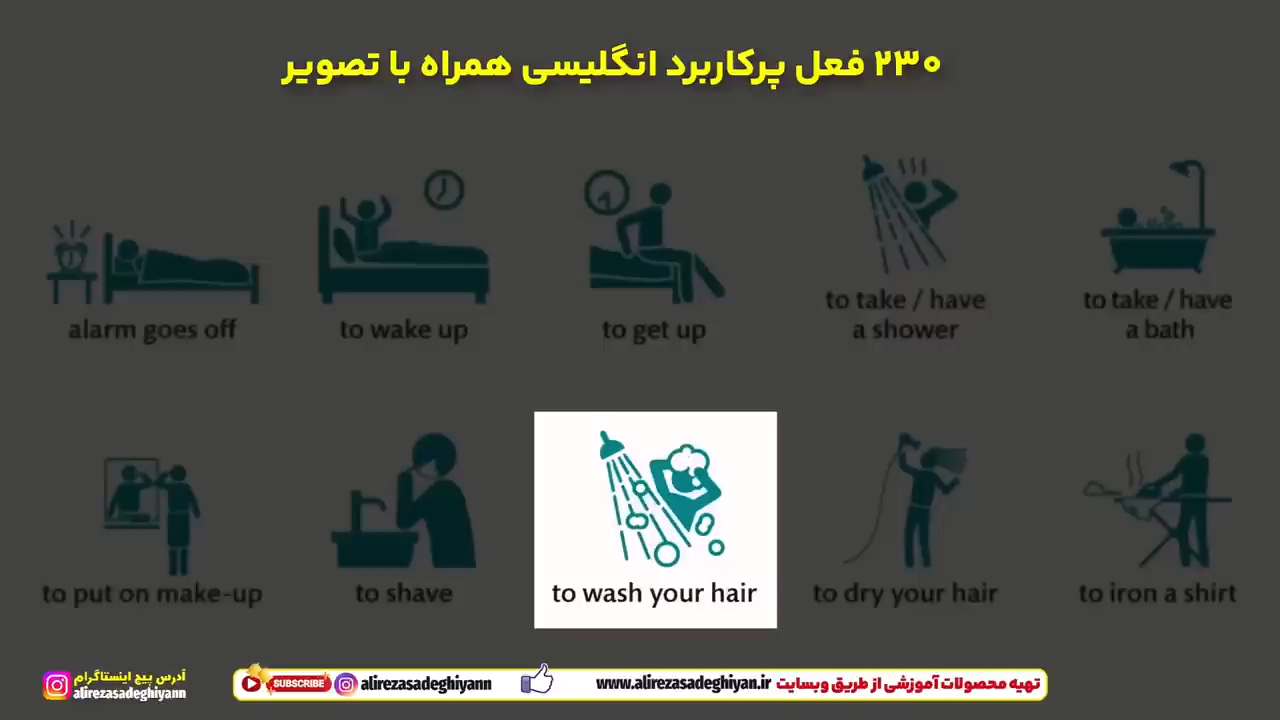 ۲۳۰ فعل پرکاربرد انگلیسی همراه با تصویر
alarm goes off
to wake up
to get up
to take / have
a shower
to take / have
a bath
to put on make-up
to shave
to wash your hair
to dry your hair
to iron a shirt
آدرس پیج اینستاگرام
alirezasadeghiyann
SUBSCRIBE
alirezasadeghiyann
تهیه محصولات آموزشی از طریق وبسایت www.alirezasadeghiyan.ir